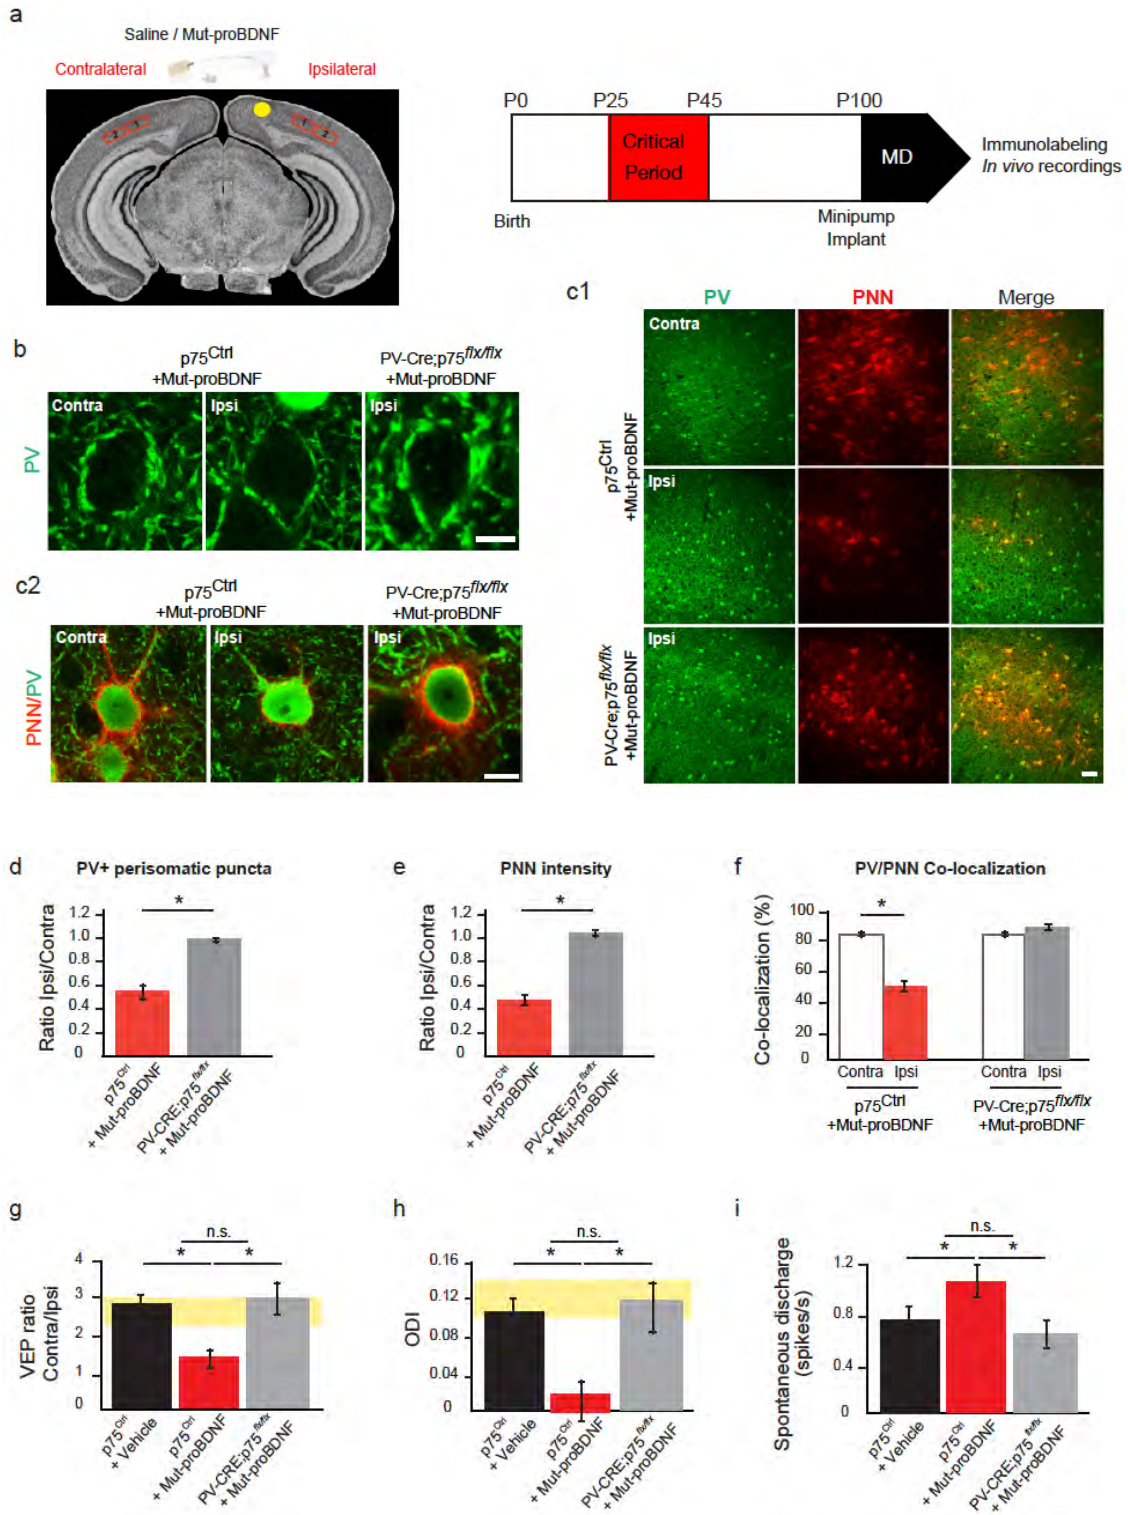 a
Saline / Mut-proBDNF
Contralateral
Ipsilateral
2 1
1 2
P0 P25 P45 P100
Critical
Period
MD
Immunolabeling
In vivo recordings
Birth
Minipump
Implant
b
p75Ctrl
+Mut-proBDNF
PV-Cre;p75flx/flx
+Mut-proBDNF
PV
Contra
Ipsi
Ipsi
c1
PV
PNN
Merge
Contra
p75Ctrl
+Mut-proBDNF
Ipsi
Ipsi
PV-Cre;p75flx/flx
+Mut-proBDNF
c2
p75Ctrl
+Mut-proBDNF
PV-Cre;p75flx/flx
+Mut-proBDNF
PNN/PV
Contra
Ipsi
Ipsi
d
PV+ perisomatic puncta
*
Ratio Ipsi/Contra
1.2
1.0
0.8
0.6
0.4
0.2
0
p75Ctrl
+ Mut-proBDNF
PV-CRE;p75flx/flx
+ Mut-proBDNF
e
PNN intensity
*
Ratio Ipsi/Contra
1.2
1.0
0.8
0.6
0.4
0.2
0
p75Ctrl
+ Mut-proBDNF
PV-CRE;p75flx/flx
+ Mut-proBDNF
f
PV/PNN Co-localization
*
Co-localization (%)
100
80
60
40
20
0
Contra Ipsi
Contra Ipsi
p75Ctrl
+Mut-proBDNF
PV-Cre;p75flx/flx
+Mut-proBDNF
g
n.s.
* *
VEP ratio
Contra/Ipsi
4
3
2
1
0
p75Ctrl
+ Vehicle
p75Ctrl
+ Mut-proBDNF
PV-CRE;p75flx/flx
+ Mut-proBDNF
h
n.s.
* *
ODI
0.16
0.12
0.08
0.04
0
p75Ctrl
+ Vehicle
p75Ctrl
+ Mut-proBDNF
PV-CRE;p75flx/flx
+ Mut-proBDNF
i
n.s.
* *
Spontaneous discharge
(spikes/s)
1.2
0.8
0.4
0
p75Ctrl
+ Vehicle
p75Ctrl
+ Mut-proBDNF
PV-CRE;p75flx/flx
+ Mut-proBDNF